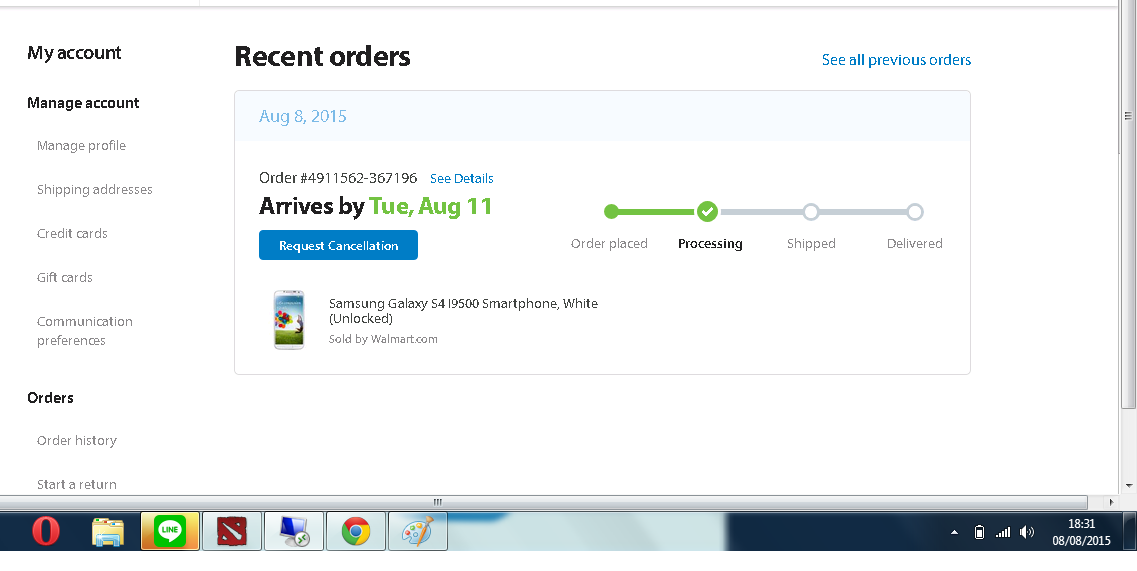 My account
Recent orders
See all previous orders
Manage account
Aug 8, 2015
Manage profile
Order #4911562-367196 See Details
Shipping addresses
Arrives by Tue, Aug 11
Credit cards
Request Cancellation
Order placed Processing Shipped Delivered
Gift cards
Samsung Galaxy S4 I9500 Smartphone, White
(Unlocked)
Sold by Walmart.com
Communication
preferences
Orders
Order history
Start a return
LINE
18:31
08/08/2015